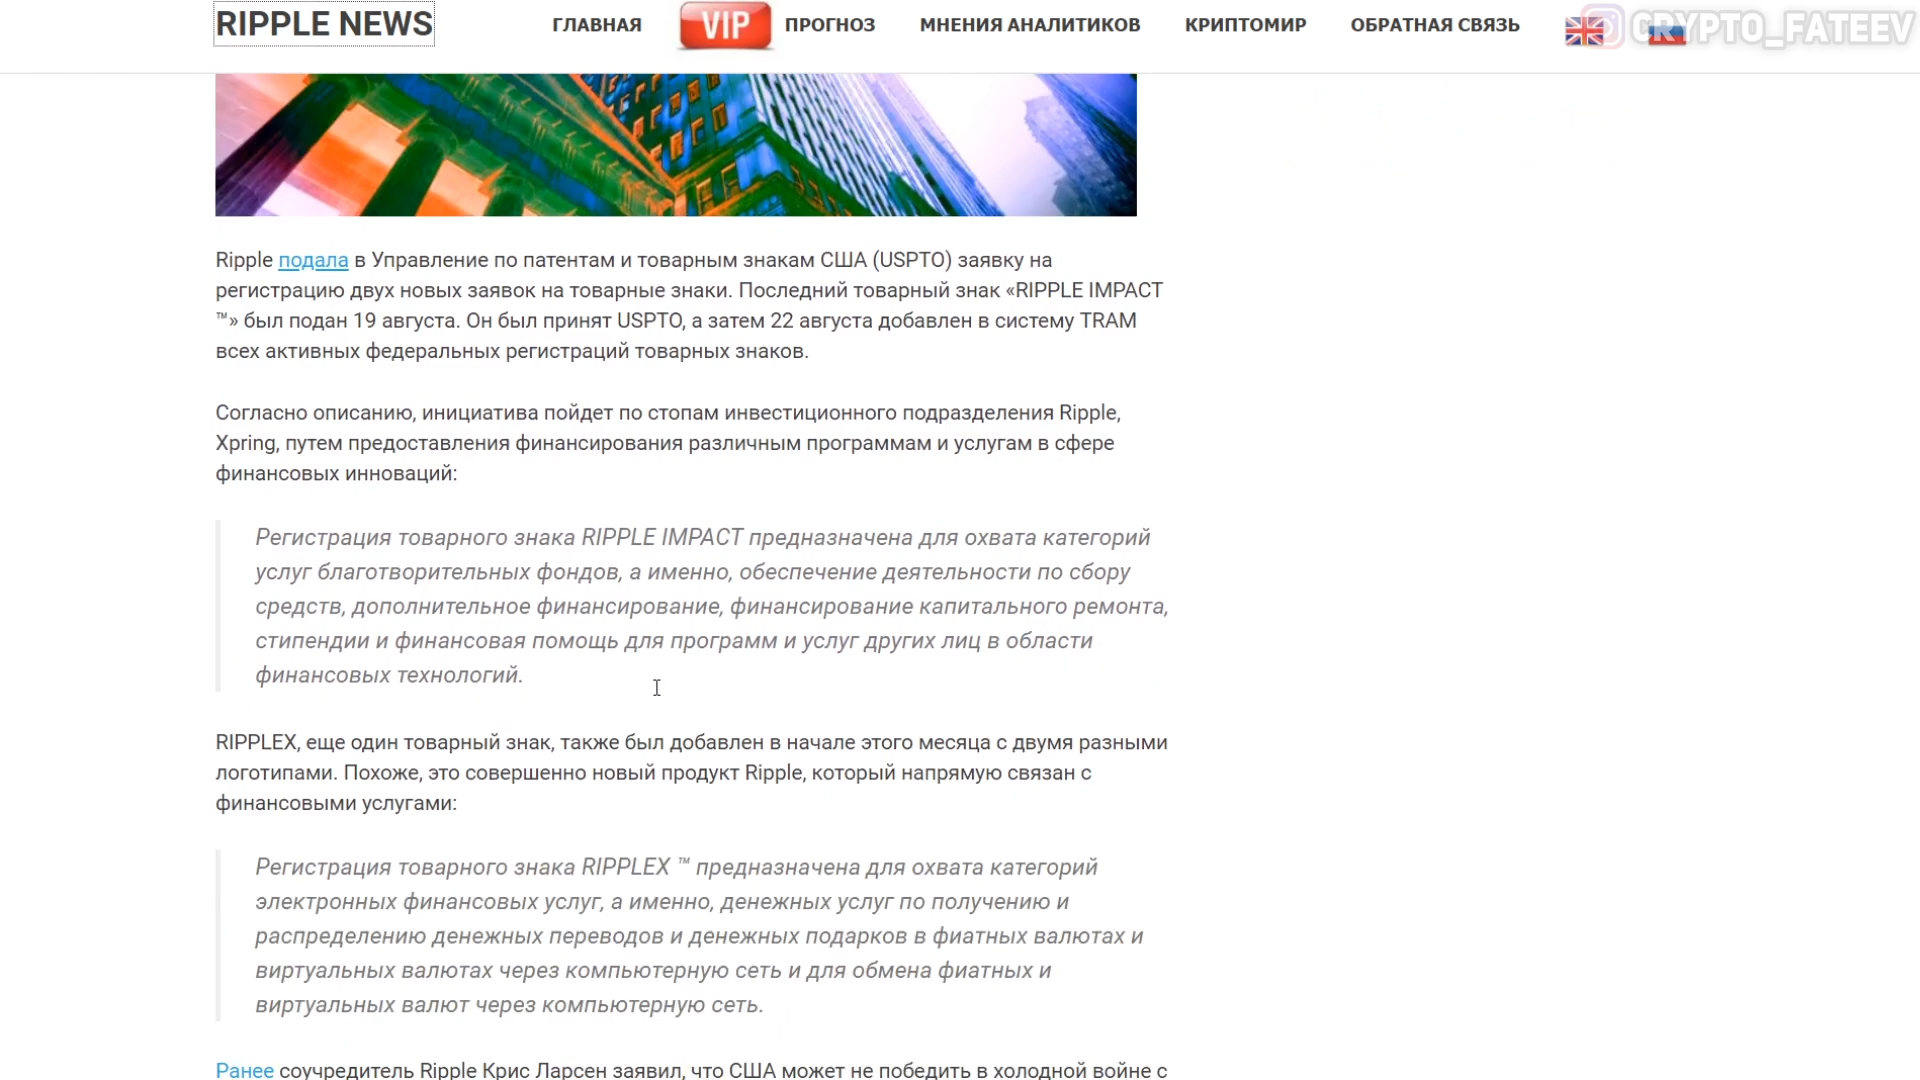 RIPPLE NEWS
ГЛАВНАЯ
VIP
ПРОГНОЗ
МНЕНИЯ АНАЛИТИКОВ
КРИПТОМИР
ОБРАТНАЯ СВЯЗЬ
CRYPTO_FATEEV
Ripple подала в Управление по патентам и товарным знакам США (USPTO) заявку на
регистрацию двух новых заявок на товарные знаки. Последний товарный знак «RIPPLE IMPACT
™» был подан 19 августа. Он был принят USPTO, а затем 22 августа добавлен в систему TRAM
всех активных федеральных регистраций товарных знаков.
Согласно описанию, инициатива пойдет по стопам инвестиционного подразделения Ripple,
Xpring, путем предоставления финансирования различным программам и услугам в сфере
финансовых инноваций:
Регистрация товарного знака RIPPLE IMPACT предназначена для охвата категорий
услуг благотворительных фондов, а именно, обеспечение деятельности по сбору
средств, дополнительное финансирование, финансирование капитального ремонта,
стипендии и финансовая помощь для программ и услуг других лиц в области
финансовых технологий.
RIPPLEX, еще один товарный знак, также был добавлен в начале этого месяца с двумя разными
логотипами. Похоже, это совершенно новый продукт Ripple, который напрямую связан с
финансовыми услугами:
Регистрация товарного знака RIPPLEX ™ предназначена для охвата категорий
электронных финансовых услуг, а именно, денежных услуг по получению и
распределению денежных переводов и денежных подарков в фиатных валютах и
виртуальных валютах через компьютерную сеть и для обмена фиатных и
виртуальных валют через компьютерную сеть.
Ранее соучредитель Ripple Крис Ларсен заявил, что США может не победить в холодной войне с